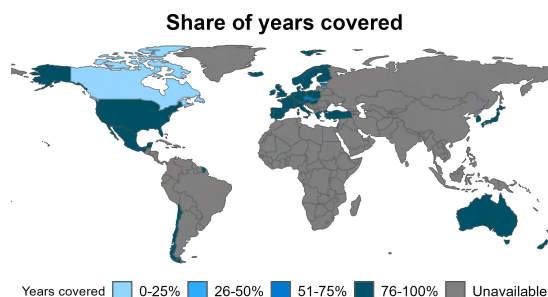 Share of years covered
Years covered 0-25% 26-50% 51-75% 76-100% Unavailable